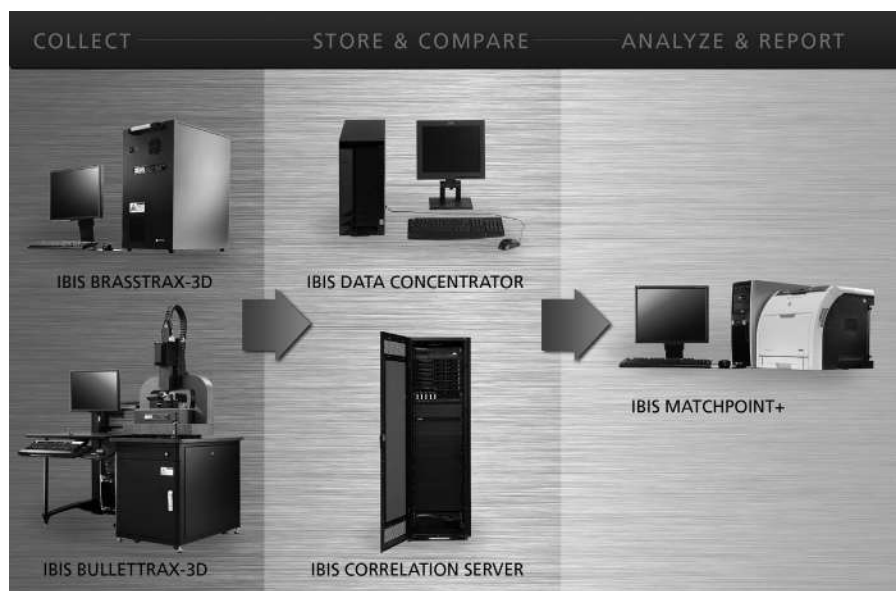 COLLECT
STORE & COMPARE
ANALYZE & REPORT
IBIS BRASSTRAX-3D
IBIS DATA CONCENTRATOR
IBIS MATCHPOINT+
IBIS BULLETTRAX-3D
IBIS CORRELATION SERVER